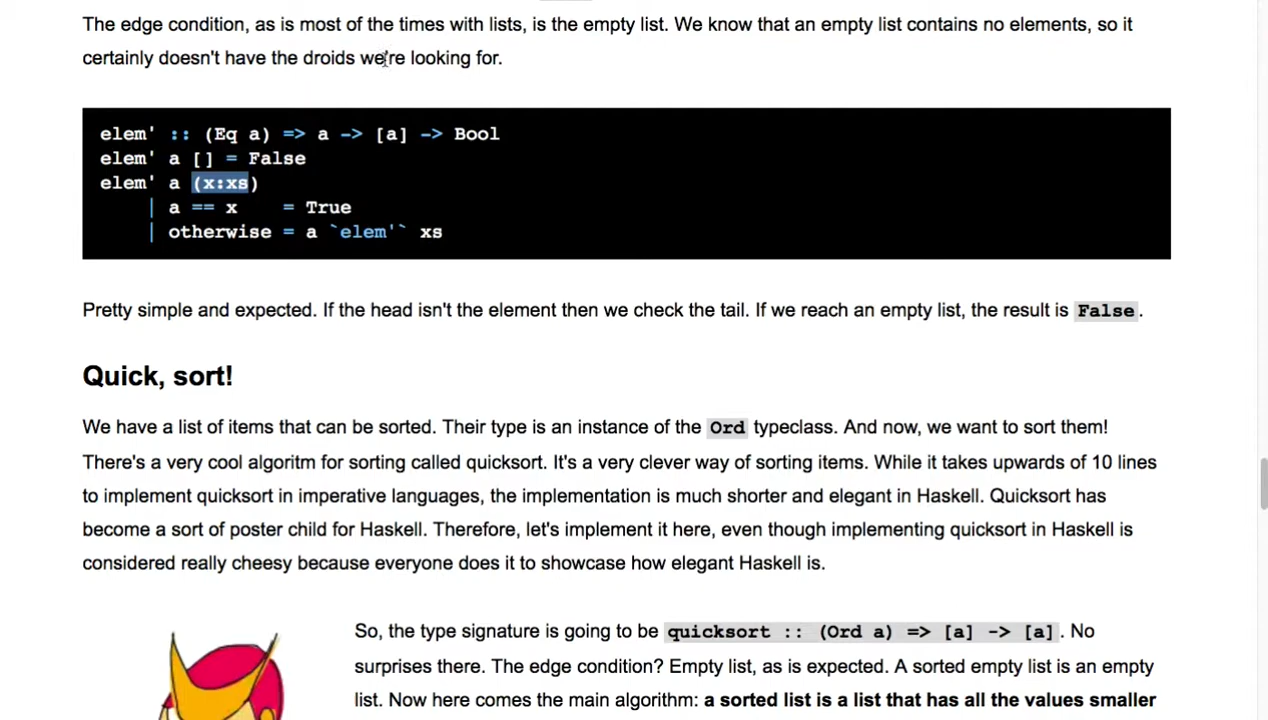 The edge condition, as is most of the times with lists, is the empty list. We know that an empty list contains no elements, so it
certainly doesn't have the droids we're looking for.
elem' :: (Eq a) => a -> [a] -> Bool
elem' a [] = False
elem' a (x:xs)
| a == x    = True
| otherwise = a `elem'` xs
Pretty simple and expected. If the head isn't the element then we check the tail. If we reach an empty list, the result is False.
Quick, sort!
We have a list of items that can be sorted. Their type is an instance of the Ord typeclass. And now, we want to sort them!
There's a very cool algoritm for sorting called quicksort. It's a very clever way of sorting items. While it takes upwards of 10 lines
to implement quicksort in imperative languages, the implementation is much shorter and elegant in Haskell. Quicksort has
become a sort of poster child for Haskell. Therefore, let's implement it here, even though implementing quicksort in Haskell is
considered really cheesy because everyone does it to showcase how elegant Haskell is.
So, the type signature is going to be quicksort :: (Ord a) => [a] -> [a]. No
surprises there. The edge condition? Empty list, as is expected. A sorted empty list is an empty
list. Now here comes the main algorithm: a sorted list is a list that has all the values smaller